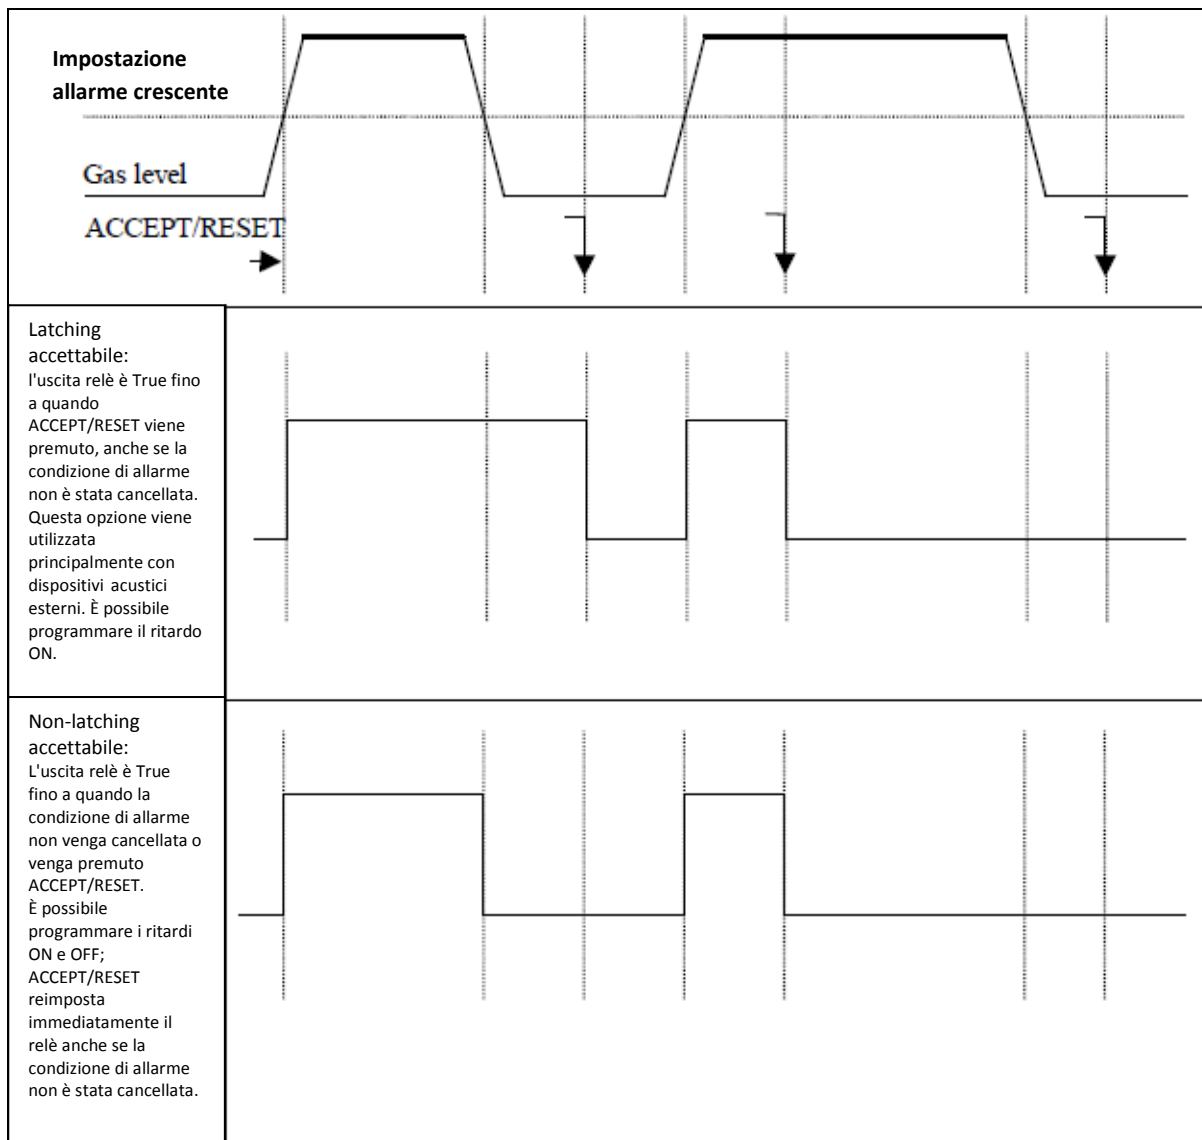 Impostazione
allarme crescente
Gas level
ACCEPT/RESET
Latching
accettabile:
l'uscita relè è True fino
a quando
ACCEPT/RESET viene
premuto, anche se la
condizione di allarme
non è stata cancellata.
Questa opzione viene
utilizzata
principalmente con
dispositivi acustici
esterni. È possibile
programmare il ritardo
ON.
Non-latching
accettabile:
L'uscita relè è True
fino a quando la
condizione di allarme
non venga cancellata o
venga premuto
ACCEPT/RESET.
È possibile
programmare i ritardi
ON e OFF;
ACCEPT/RESET
reimposta
immediatamente il
relè anche se la
condizione di allarme
non è stata cancellata.